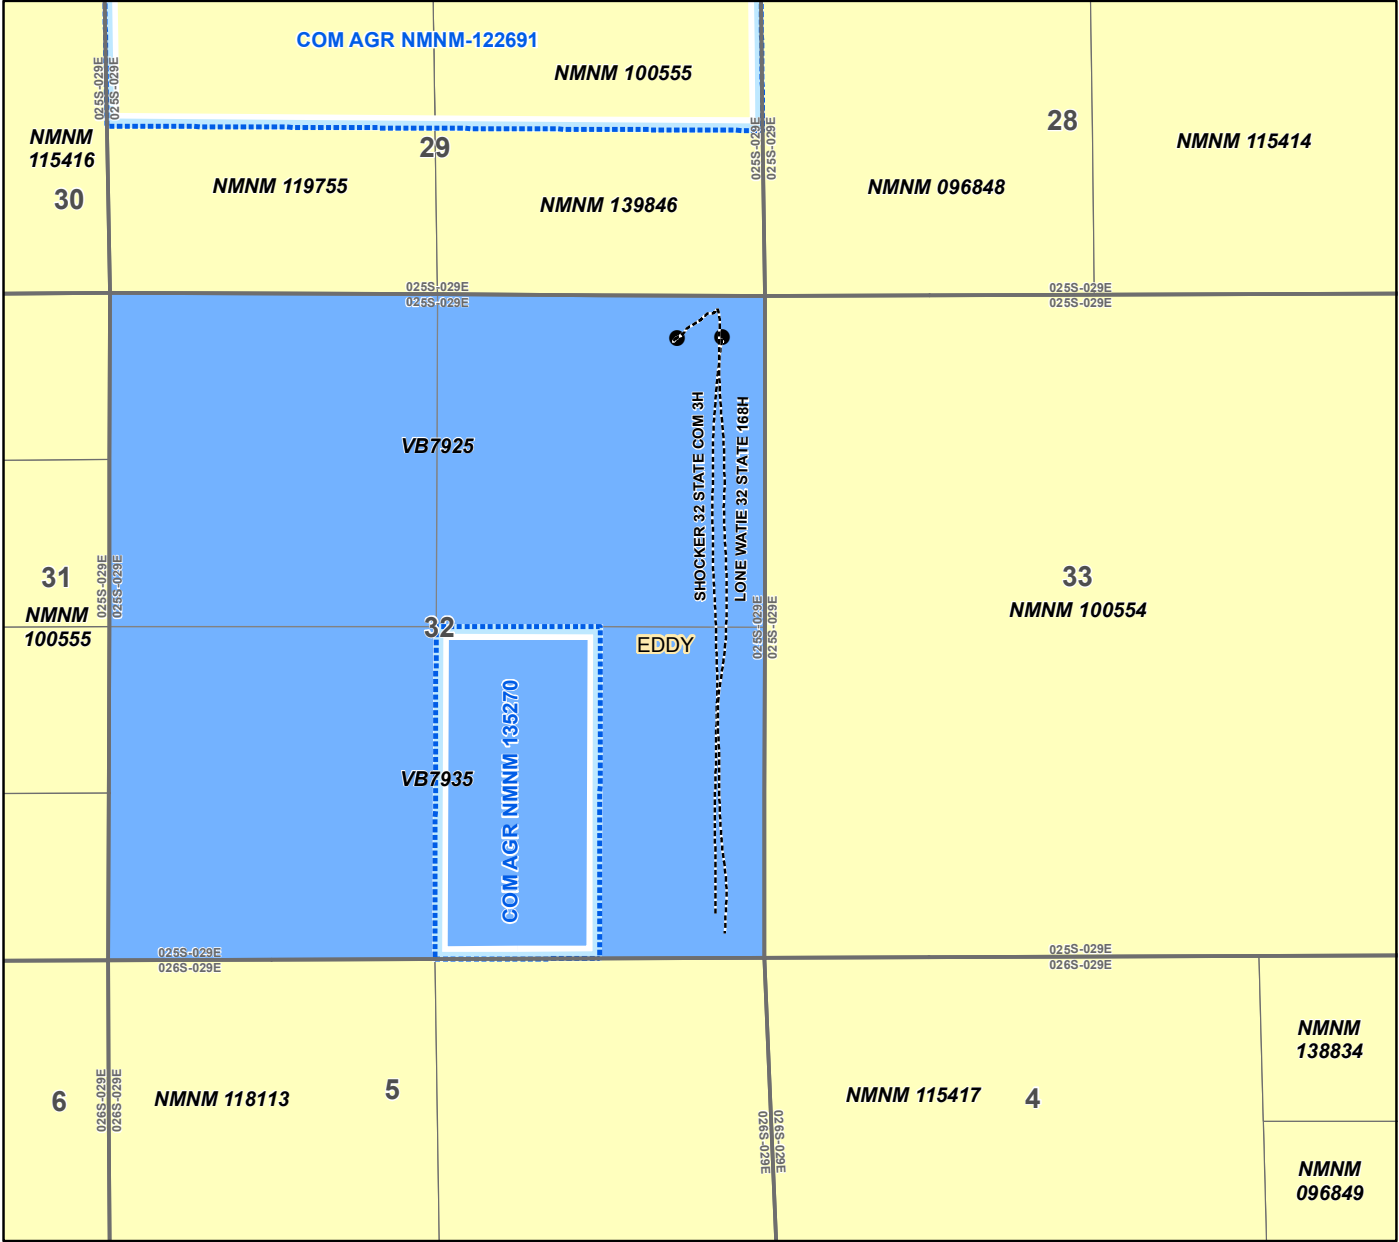 COM AGR NMNM-122691
NMNM 100555
025S-029E
025S-029E
NMNM
115416
30
29
025S-029E
025S-029E
28
NMNM 115414
NMNM 119755
NMNM 139846
NMNM 096848
025S-029E
025S-029E
025S-029E
025S-029E
VB7925
SHOCKER 32 STATE COM 3H
LONE WATIE 32 STATE 168H
31
NMNM
100555
025S-029E
025S-029E
32
EDDY
025S-029E
025S-029E
33
NMNM 100554
VB7935
COM AGR NMNM 135270
025S-029E
026S-029E
025S-029E
026S-029E
6
026S-029E
026S-029E
NMNM 118113
5
026S-029E
026S-029E
NMNM 115417
4
NMNM
138834
NMNM
096849